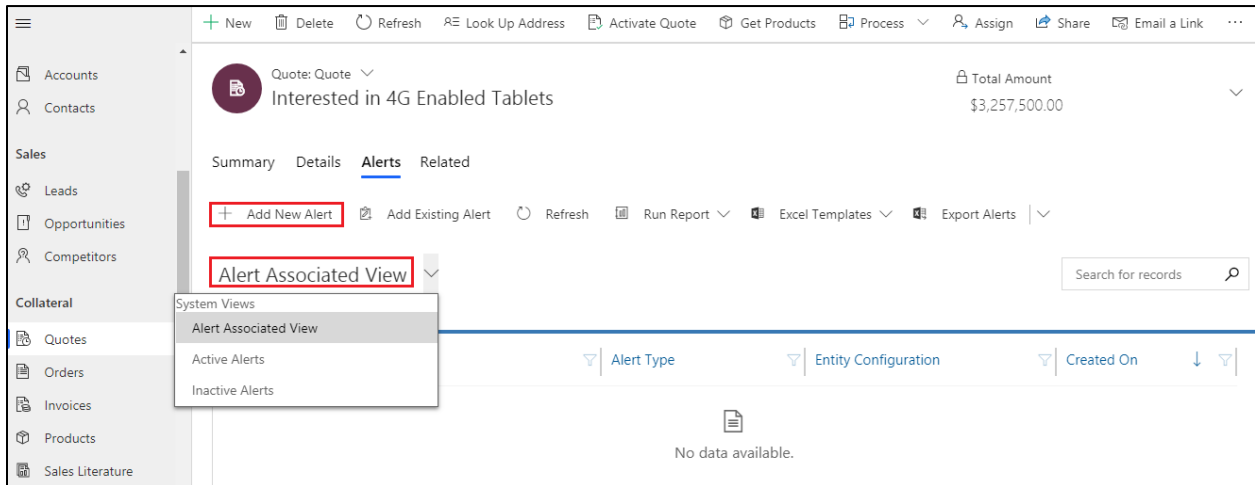 New Delete Refresh Look Up Address Activate Quote Get Products Process Assign Share Email a Link ...
Accounts
Contacts
Sales
Leads
Opportunities
Competitors
Collateral
Quotes
Orders
Invoices
Products
Sales Literature
Quote: Quote
Interested in 4G Enabled Tablets
Total Amount
$3,257,500.00
Summary Details Alerts Related
Add New Alert Add Existing Alert Refresh Run Report Excel Templates Export Alerts
Alert Associated View
Search for records
System Views
Alert Associated View
Active Alerts
Inactive Alerts
Alert Type Entity Configuration Created On
No data available.